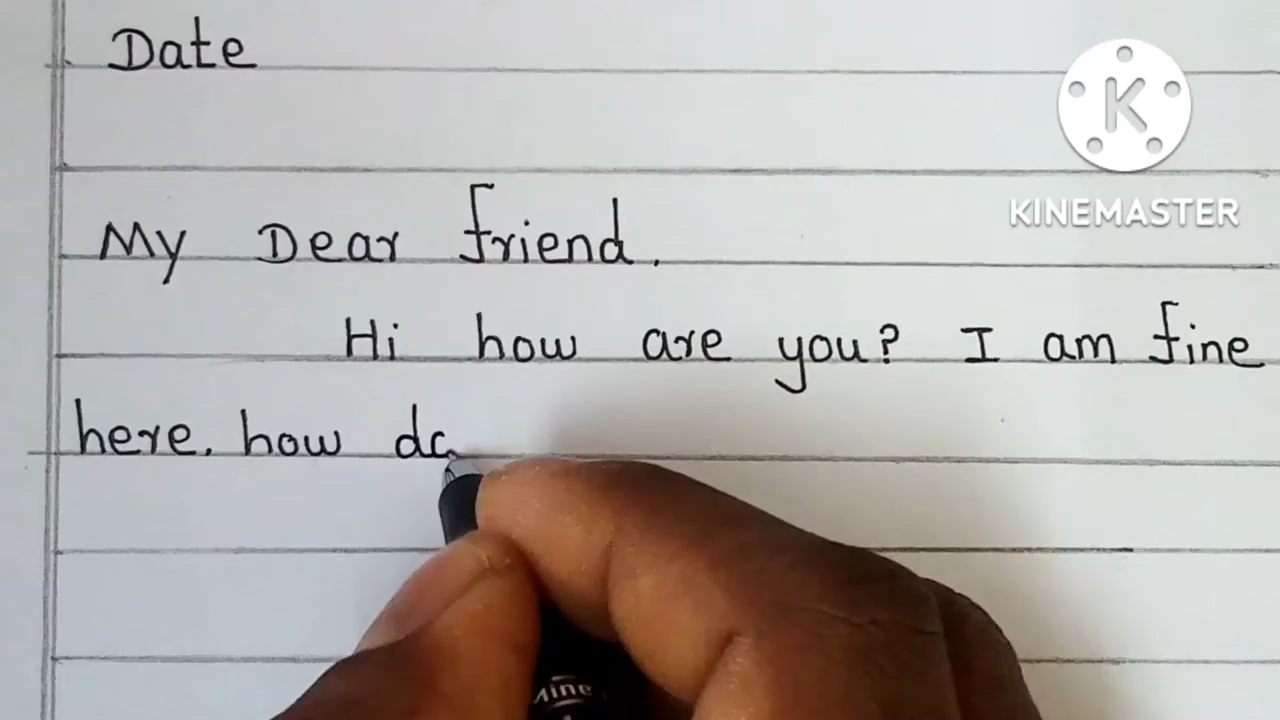 Date
K
KINEMASTER
My Dear friend.
Hi how are you? I am fine
here. how